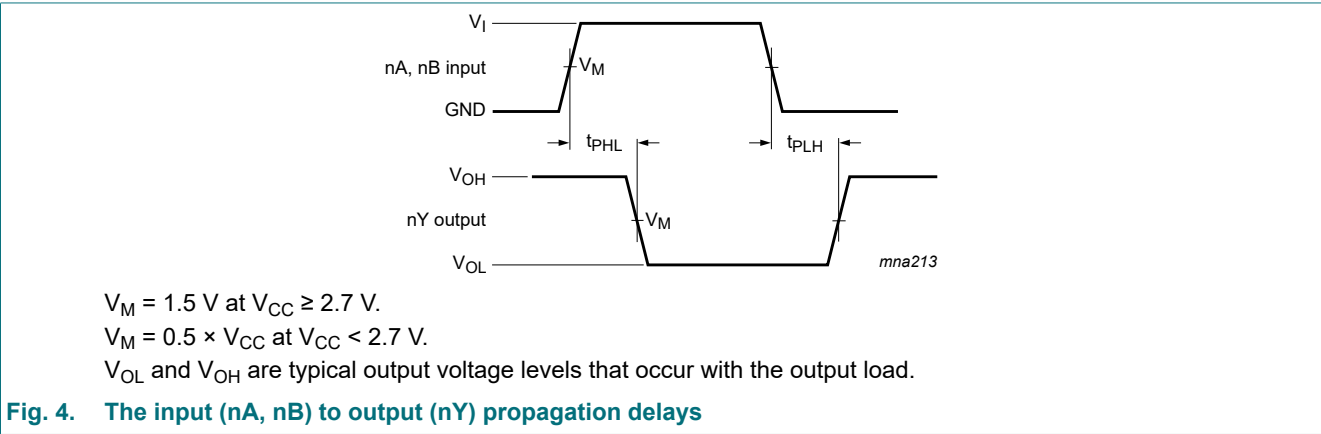 V_I
nA, nB input
V_M
GND
t_PHL
t_PLH
V_OH
nY output
V_M
V_OL
mna213
V_M = 1.5 V at V_CC ≥ 2.7 V.
V_M = 0.5 × V_CC at V_CC < 2.7 V.
V_OL and V_OH are typical output voltage levels that occur with the output load.
Fig. 4. The input (nA, nB) to output (nY) propagation delays